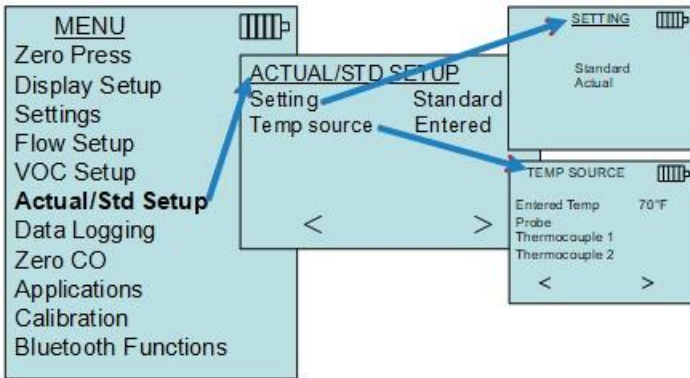 MENU
Zero Press
Display Setup
Settings
Flow Setup
VOC Setup
Actual/Std Setup
Data Logging
Zero CO
Applications
Calibration
Bluetooth Functions
ACTUAL/STD SETUP
Setting Standard
Temp source Entered
< >
SETTING
Standard
Actual
TEMP SOURCE
Entered Temp 70°F
Probe
Thermocouple 1
Thermocouple 2
< >